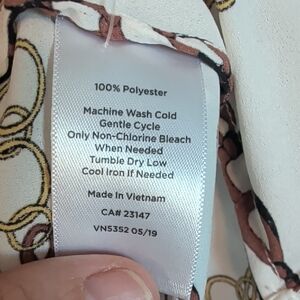 100% Polyester
Machine Wash Cold
Gentle Cycle
Only Non-Chlorine Bleach
When Needed
Tumble Dry Low
Cool Iron If Needed
Made In Vietnam
CA# 23147
VN5352 05/19